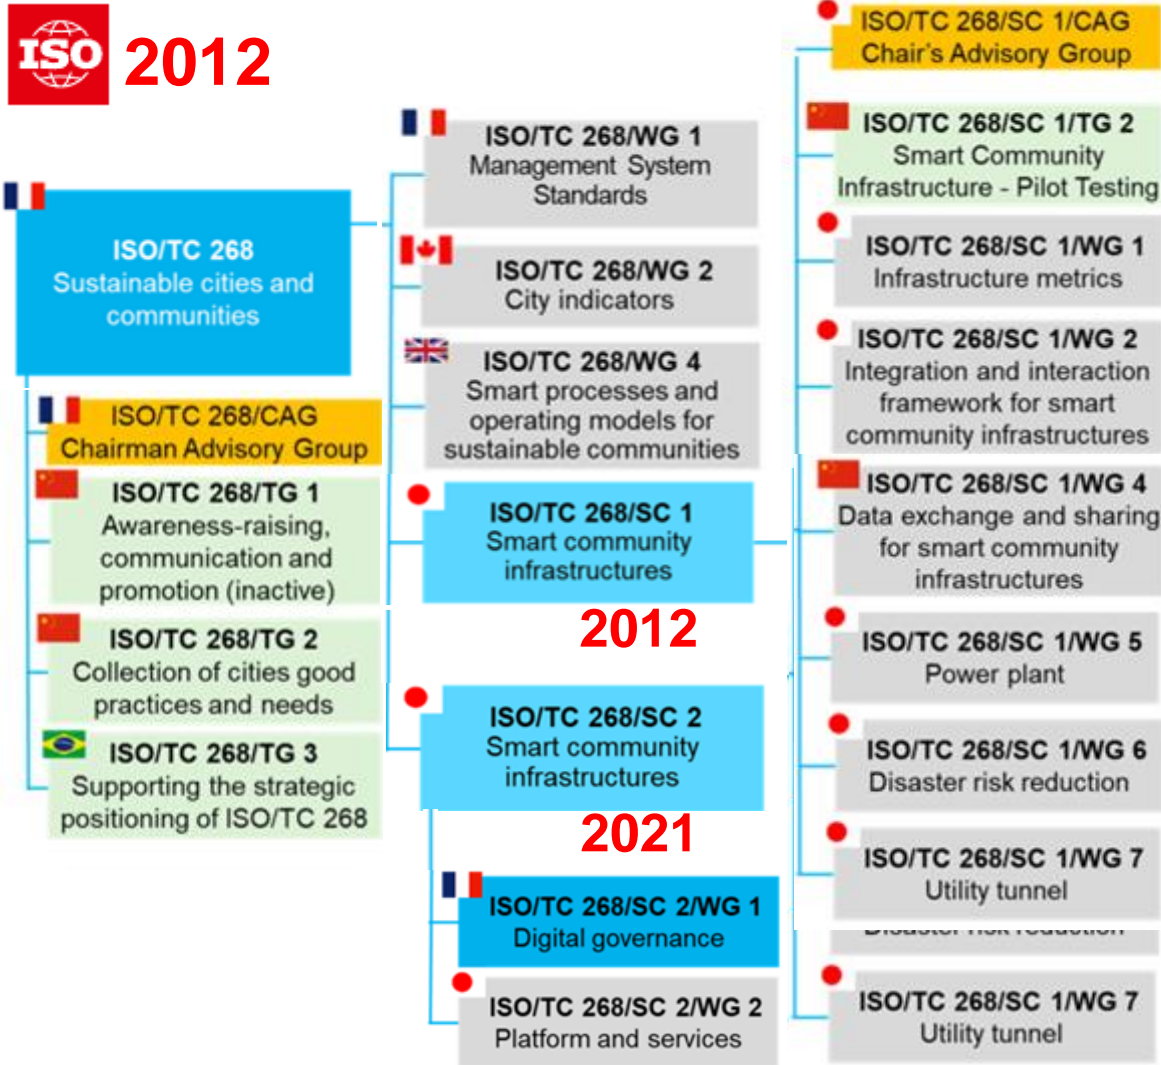 ISO
2012
ISO/TC 268
Sustainable cities and
communities
ISO/TC 268/CAG
Chairman Advisory Group
ISO/TC 268/TG 1
Awareness-raising,
communication and
promotion (inactive)
ISO/TC 268/TG 2
Collection of cities good
practices and needs
ISO/TC 268/TG 3
Supporting the strategic
positioning of ISO/TC 268
ISO/TC 268/WG 1
Management System
Standards
ISO/TC 268/WG 2
City indicators
ISO/TC 268/WG 4
Smart processes and
operating models for
sustainable communities
ISO/TC 268/SC 1
Smart community
infrastructures
2012
ISO/TC 268/SC 2
Smart community
infrastructures
2021
ISO/TC 268/SC 2/WG 1
Digital governance
ISO/TC 268/SC 2/WG 2
Platform and services
ISO/TC 268/SC 1/CAG
Chair's Advisory Group
ISO/TC 268/SC 1/TG 2
Smart Community
Infrastructure - Pilot Testing
ISO/TC 268/SC 1/WG 1
Infrastructure metrics
ISO/TC 268/SC 1/WG 2
Integration and interaction
framework for smart
community infrastructures
ISO/TC 268/SC 1/WG 4
Data exchange and sharing
for smart community
infrastructures
ISO/TC 268/SC 1/WG 5
Power plant
ISO/TC 268/SC 1/WG 6
Disaster risk reduction
ISO/TC 268/SC 1/WG 7
Utility tunnel
Disaster risk reduction
ISO/TC 268/SC 1/WG 7
Utility tunnel